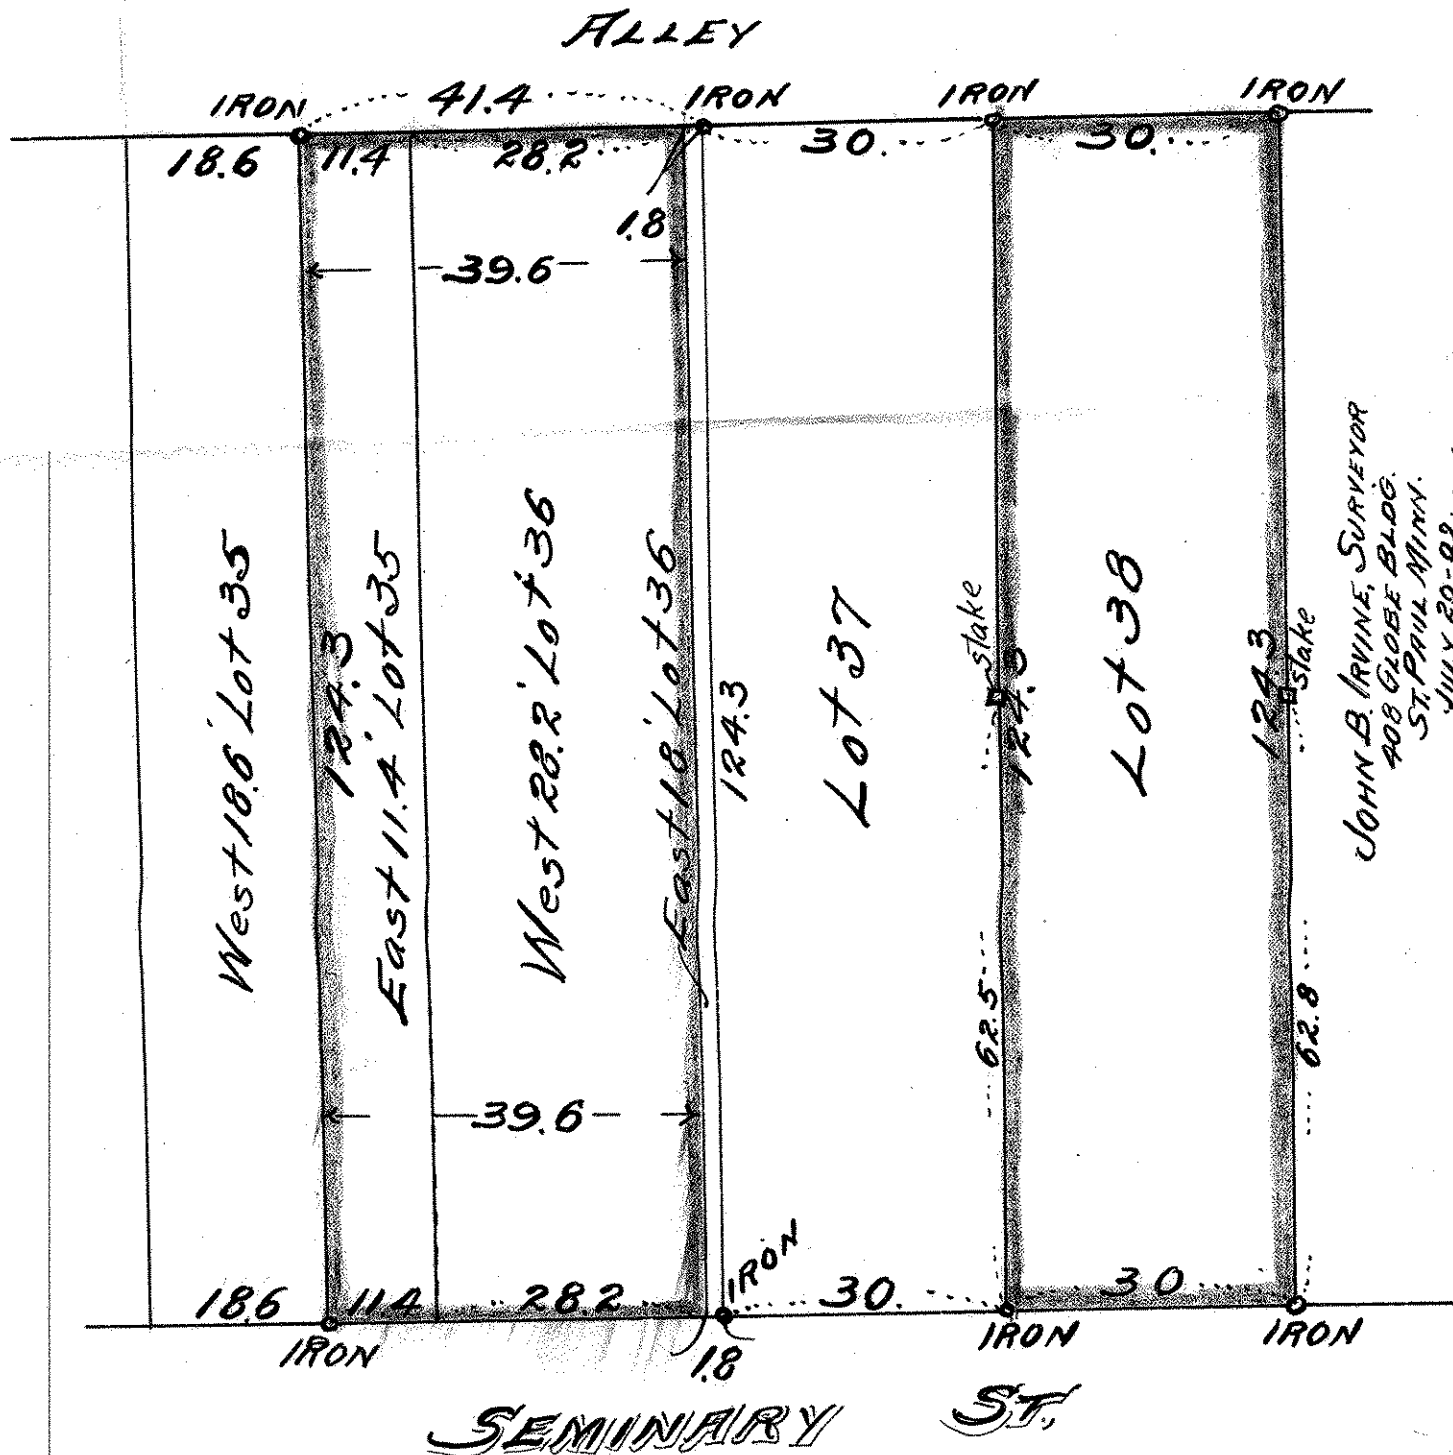 ALLEY
IRON 41.4 IRON IRON IRON
18.6 11.4 28.2 30. 30.
1.8
39.6
West 18.6' Lot 35
124.3
East 11.4' Lot 35
West 28.2' Lot 36
East 1.8' Lot 36
124.3
Lot 37
stake
124.3
62.5
Lot 38
124.3
stake
62.8
JOHN B. IRVINE, SURVEYOR
408 GLOBE BLDG.
ST. PAUL MINN.
JULY 20-
39.6
18.6 11.4 28.2 IRON 30. 30
IRON 1.8 IRON IRON
SEMINARY ST.